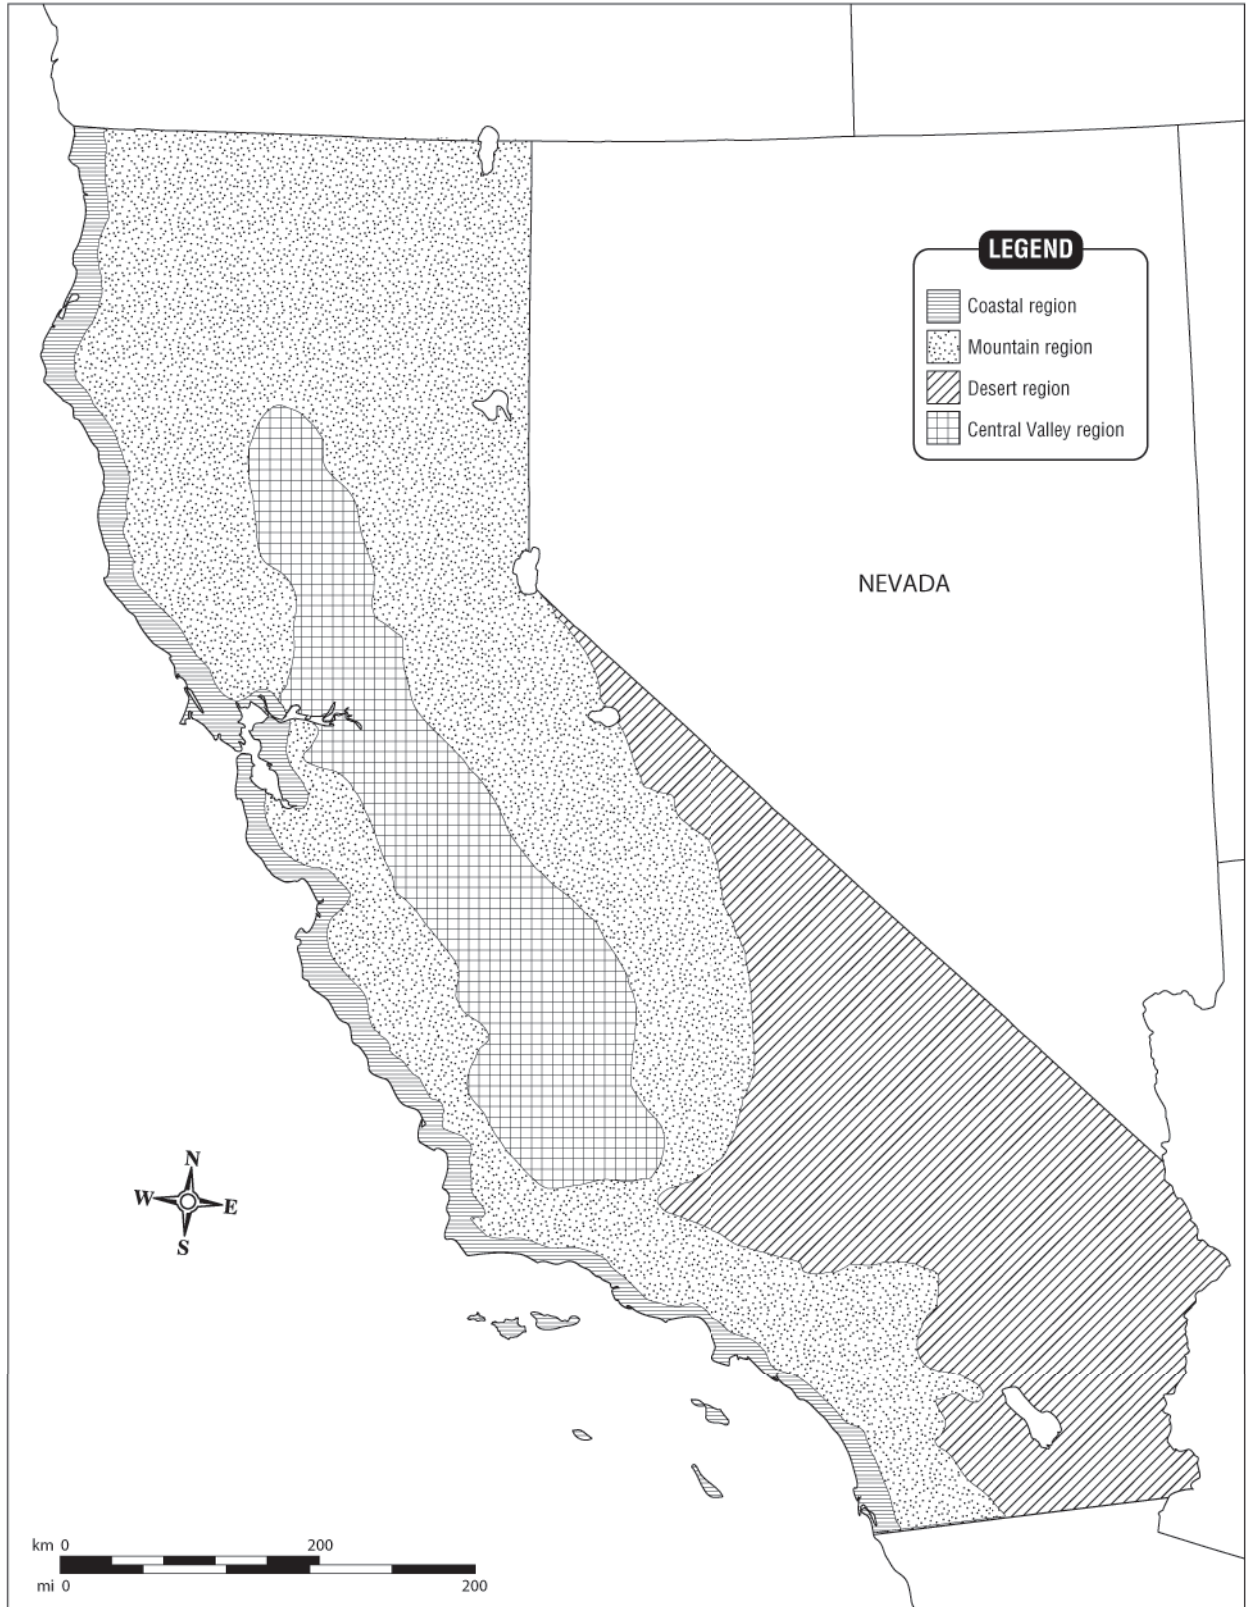 LEGEND
Coastal region
Mountain region
Desert region
Central Valley region
NEVADA
N
W E
S
km 0 200
mi 0 200